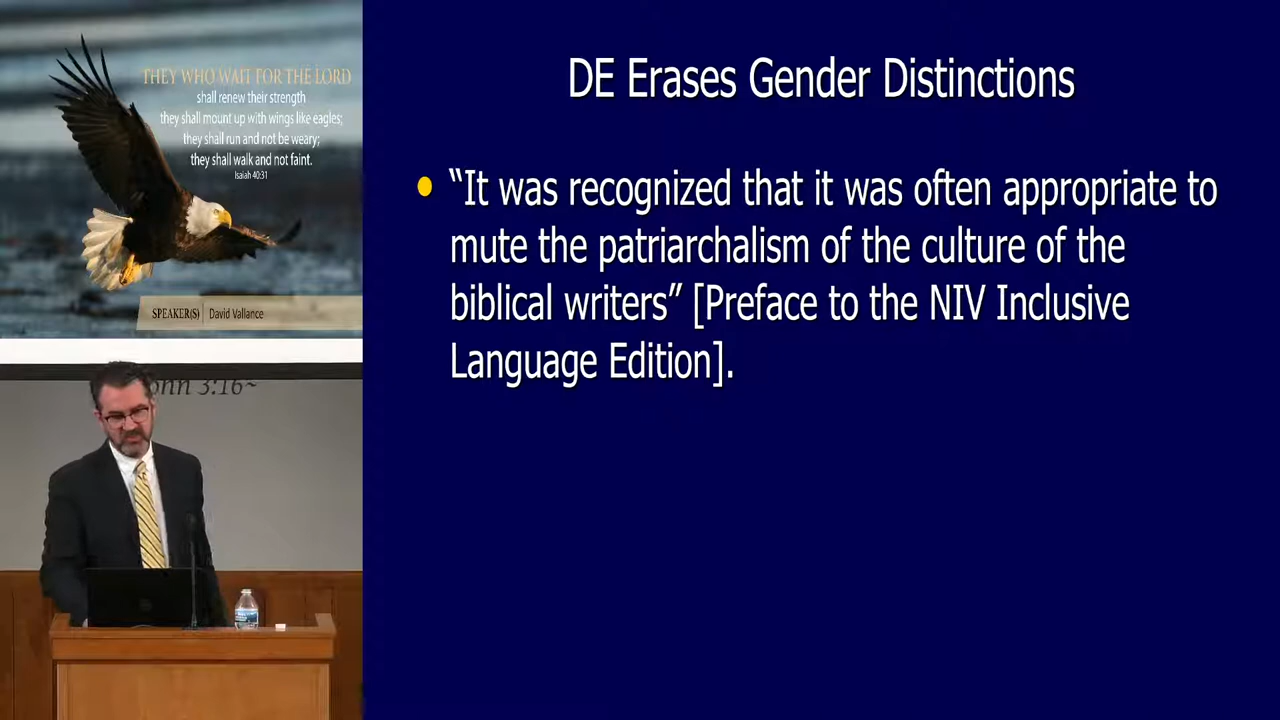 THEY WHO WAIT FOR THE LORD
shall renew their strength
they shall mount up with wings like eagles;
they shall run and not be weary;
they shall walk and not faint.
Isaiah 40:31
SPEAKER(S) David Vallance
John 3:16~
DE Erases Gender Distinctions
• “It was recognized that it was often appropriate to
mute the patriarchalism of the culture of the
biblical writers” [Preface to the NIV Inclusive
Language Edition].